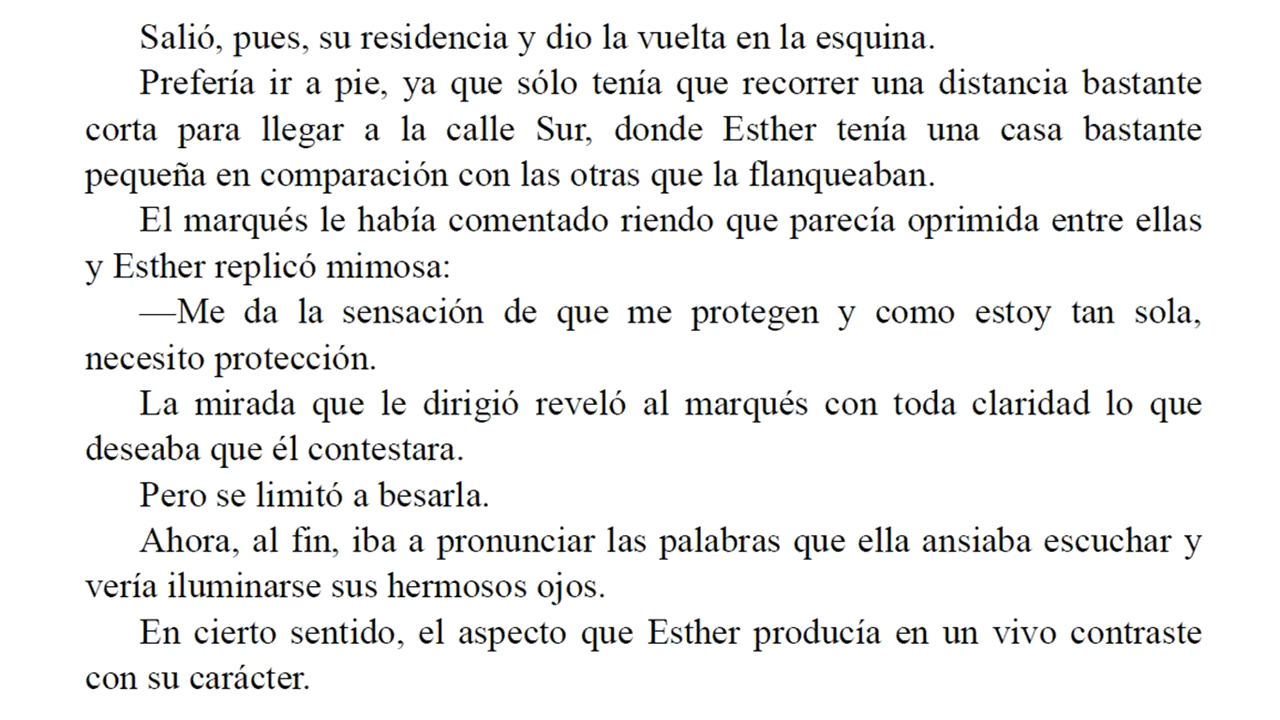 Salió, pues, su residencia y dio la vuelta en la esquina.
Prefería ir a pie, ya que sólo tenía que recorrer una distancia bastante
corta para llegar a la calle Sur, donde Esther tenía una casa bastante
pequeña en comparación con las otras que la flanqueaban.
El marqués le había comentado riendo que parecía oprimida entre ellas
y Esther replicó mimosa:
—Me da la sensación de que me protegen y como estoy tan sola,
necesito protección.
La mirada que le dirigió reveló al marqués con toda claridad lo que
deseaba que él contestara.
Pero se limitó a besarla.
Ahora, al fin, iba a pronunciar las palabras que ella ansiaba escuchar y
vería iluminarse sus hermosos ojos.
En cierto sentido, el aspecto que Esther producía en un vivo contraste
con su carácter.